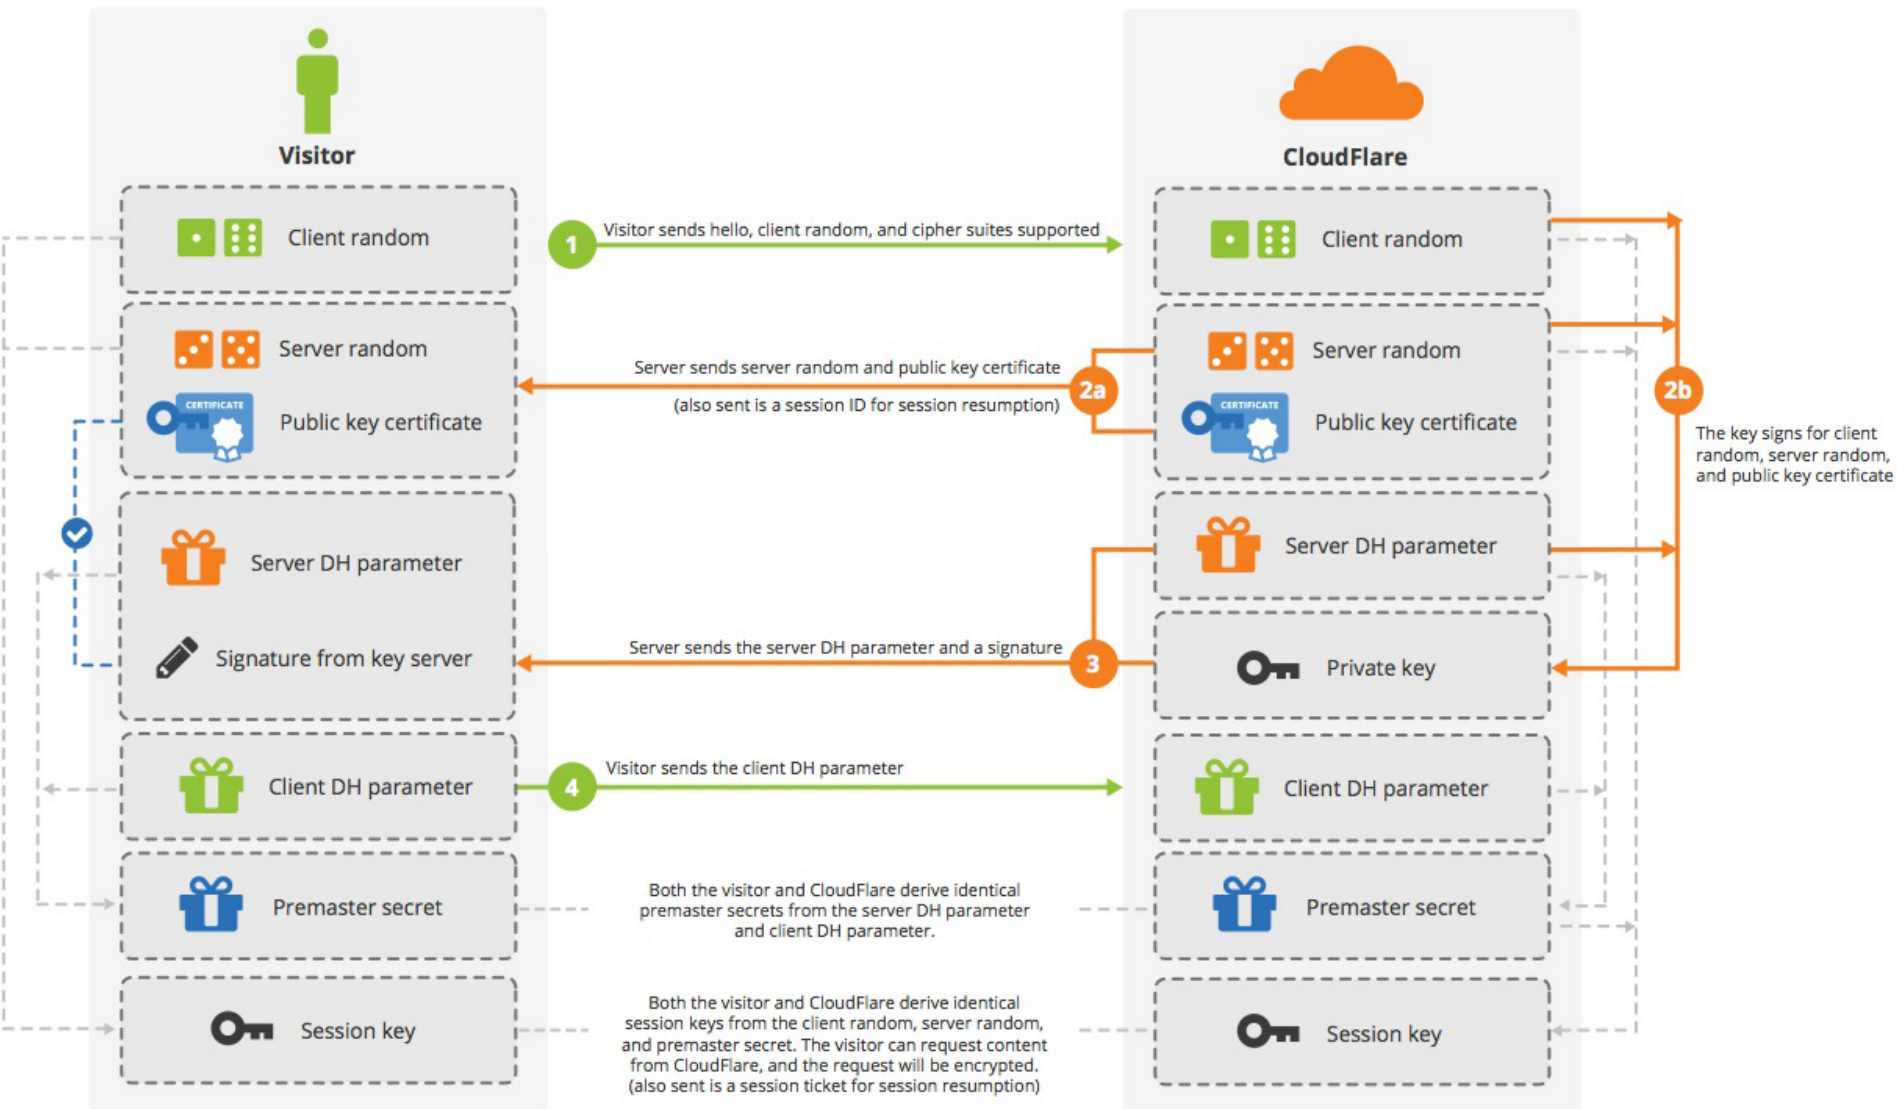 Visitor
CloudFlare
Client random
1
Visitor sends hello, client random, and cipher suites supported
Client random
Server random
Server sends server random and public key certificate
2a
(also sent is a session ID for session resumption)
Server random
2b
CERTIFICATE
Public key certificate
CERTIFICATE
Public key certificate
The key signs for client
random, server random,
and public key certificate
Server DH parameter
Server DH parameter
Signature from key server
Server sends the server DH parameter and a signature
3
Private key
Client DH parameter
4
Visitor sends the client DH parameter
Client DH parameter
Premaster secret
Both the visitor and CloudFlare derive identical
premaster secrets from the server DH parameter
and client DH parameter.
Premaster secret
Session key
Both the visitor and CloudFlare derive identical
session keys from the client random, server random,
and premaster secret. The visitor can request content
from CloudFlare, and the request will be encrypted.
(also sent is a session ticket for session resumption)
Session key